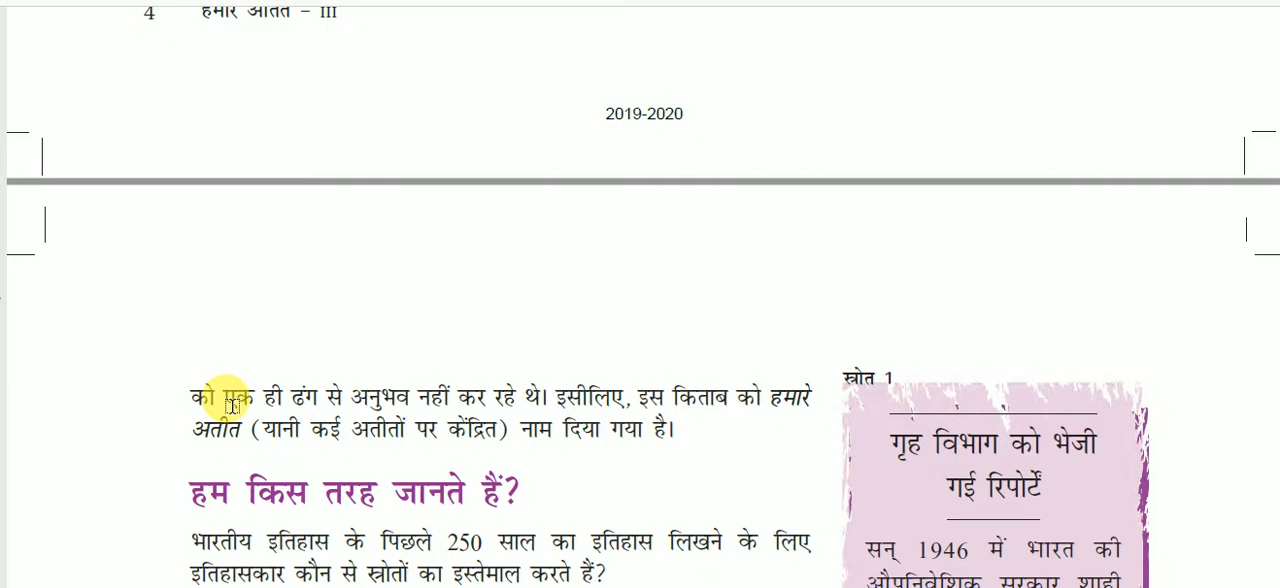 4 हमारे अतीत – III
2019-2020
को एक ही ढंग से अनुभव नहीं कर रहे थे। इसीलिए, इस किताब को हमारे
अतीत (यानी कई अतीतों पर केंद्रित) नाम दिया गया है।
हम किस तरह जानते हैं?
भारतीय इतिहास के पिछले 250 साल का इतिहास लिखने के लिए
इतिहासकार कौन से स्रोतों का इस्तेमाल करते हैं?
स्रोत 1
गृह विभाग को भेजी
गई रिपोर्टें
सन् 1946 में भारत की
औपनिवेशिक सरकार शाही